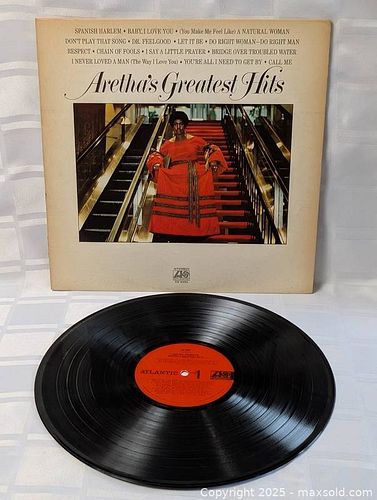 SPANISH HARLEM • BABY, I LOVE YOU • (You Make Me Feel Like) A NATURAL WOMAN
DON'T PLAY THAT SONG • DR. FEELGOOD • LET IT BE • DO RIGHT WOMAN—DO RIGHT MAN
RESPECT • CHAIN OF FOOLS • I SAY A LITTLE PRAYER • BRIDGE OVER TROUBLED WATER
I NEVER LOVED A MAN (The Way I Love You) • YOU'RE ALL I NEED TO GET BY • CALL ME
Aretha's Greatest Hits
ATLANTIC
1
Copyright 2025 - maxsold.com